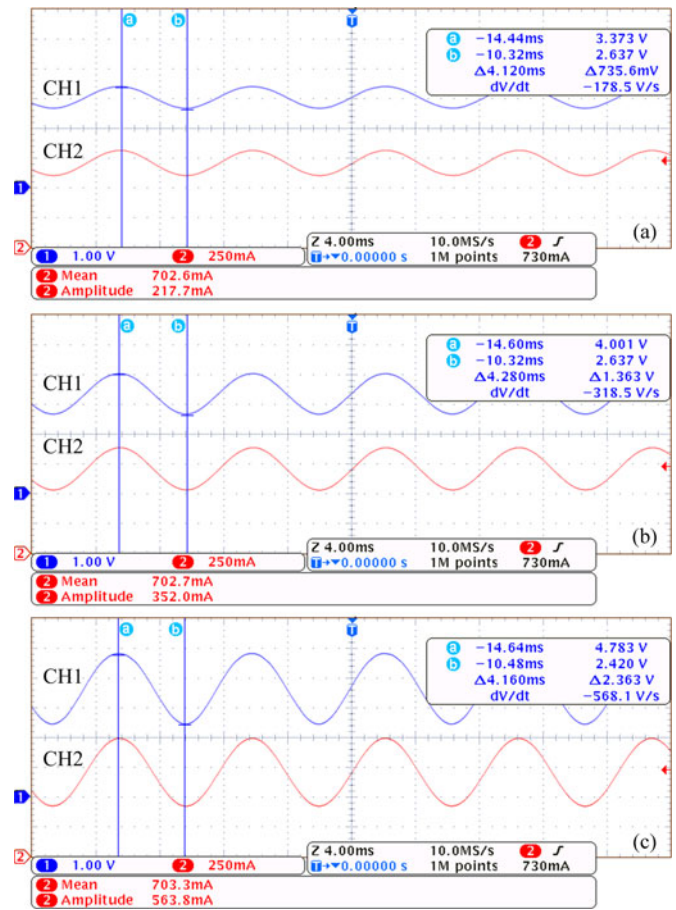 a b T
a −14.44ms 3.373 V
b −10.32ms 2.637 V
Δ4.120ms Δ735.6mV
dV/dt −178.5 V/s
CH1
CH2
1
2
(a)
1 1.00 V 2 250mA
Z 4.00ms 10.0MS/s 2
T→▼0.00000 s 1M points 730mA
2 Mean 702.6mA
2 Amplitude 217.7mA
a b T
a −14.60ms 4.001 V
b −10.32ms 2.637 V
Δ4.280ms Δ1.363 V
dV/dt −318.5 V/s
CH1
CH2
1
2
(b)
1 1.00 V 2 250mA
Z 4.00ms 10.0MS/s 2
T→▼0.00000 s 1M points 730mA
2 Mean 702.7mA
2 Amplitude 352.0mA
a b T
a −14.64ms 4.783 V
b −10.48ms 2.420 V
Δ4.160ms Δ2.363 V
dV/dt −568.1 V/s
CH1
CH2
1
2
(c)
1 1.00 V 2 250mA
Z 4.00ms 10.0MS/s 2
T→▼0.00000 s 1M points 730mA
2 Mean 703.3mA
2 Amplitude 563.8mA